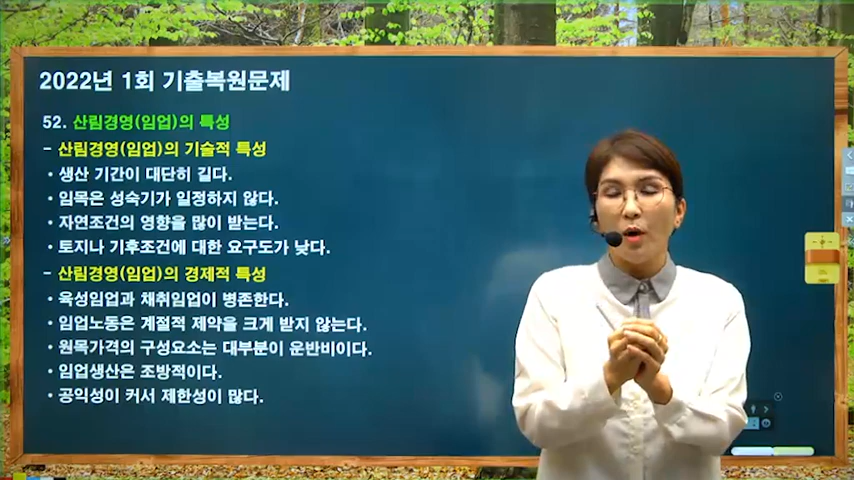 2022년 1회 기출복원문제
52. 산림경영(임업)의 특성
- 산림경영(임업)의 기술적 특성
• 생산 기간이 대단히 길다.
• 임목은 성숙기가 일정하지 않다.
• 자연조건의 영향을 많이 받는다.
• 토지나 기후조건에 대한 요구도가 낮다.
- 산림경영(임업)의 경제적 특성
• 육성임업과 채취임업이 병존한다.
• 임업노동은 계절적 제약을 크게 받지 않는다.
• 원목가격의 구성요소는 대부분이 운반비이다.
• 임업생산은 조방적이다.
• 공익성이 커서 제한성이 많다.